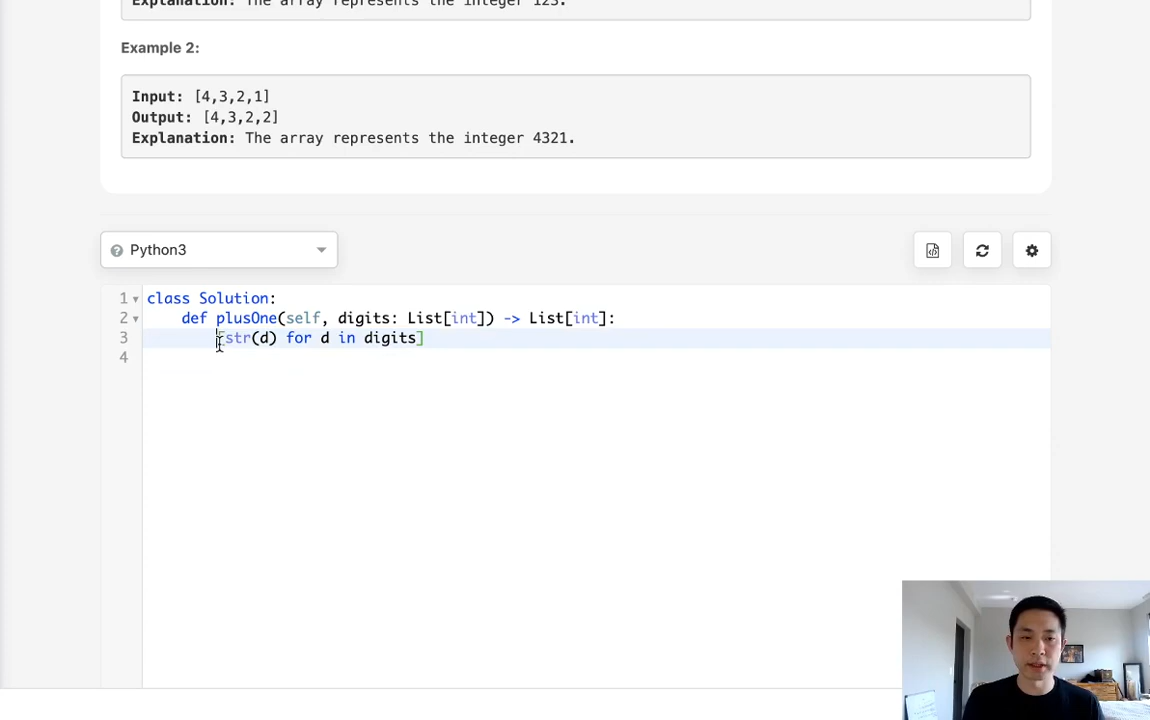 Explanation: The array represents the integer 123.
Example 2:
Input: [4,3,2,1]
Output: [4,3,2,2]
Explanation: The array represents the integer 4321.
Python3
1 class Solution:
2 def plusOne(self, digits: List[int]) -> List[int]:
3 [str(d) for d in digits]
4